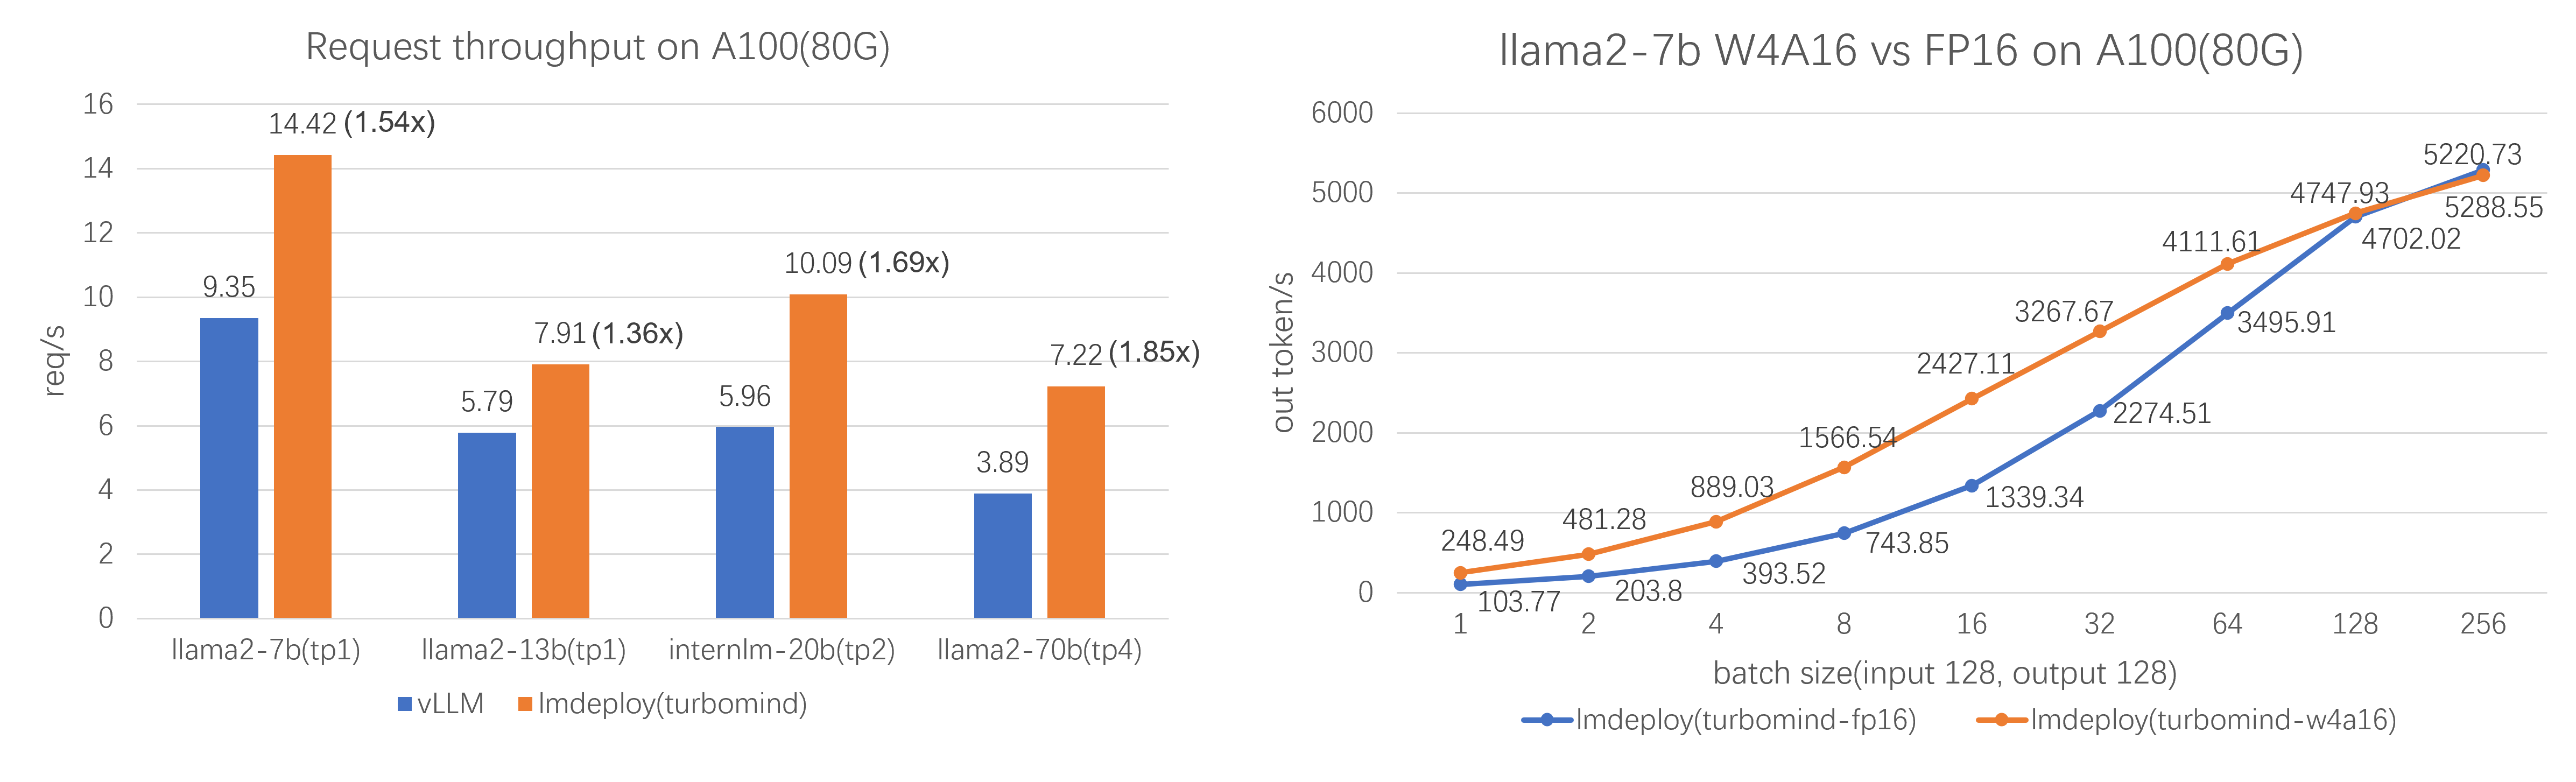 Request throughput on A100(80G)
16
14
12
10
8
6
4
2
0
req/s
9.35
14.42 (1.54x)
5.79
7.91 (1.36x)
5.96
10.09 (1.69x)
3.89
7.22 (1.85x)
llama2-7b(tp1)
llama2-13b(tp1)
internlm-20b(tp2)
llama2-70b(tp4)
vLLM
lmdeploy(turbomind)
llama2-7b W4A16 vs FP16 on A100(80G)
6000
5000
4000
3000
2000
1000
0
out token/s
248.49
481.28
889.03
1566.54
2427.11
3267.67
4111.61
4747.93
5220.73
103.77
203.8
393.52
743.85
1339.34
2274.51
3495.91
4702.02
5288.55
1
2
4
8
16
32
64
128
256
batch size(input 128, output 128)
lmdeploy(turbomind-fp16)
lmdeploy(turbomind-w4a16)